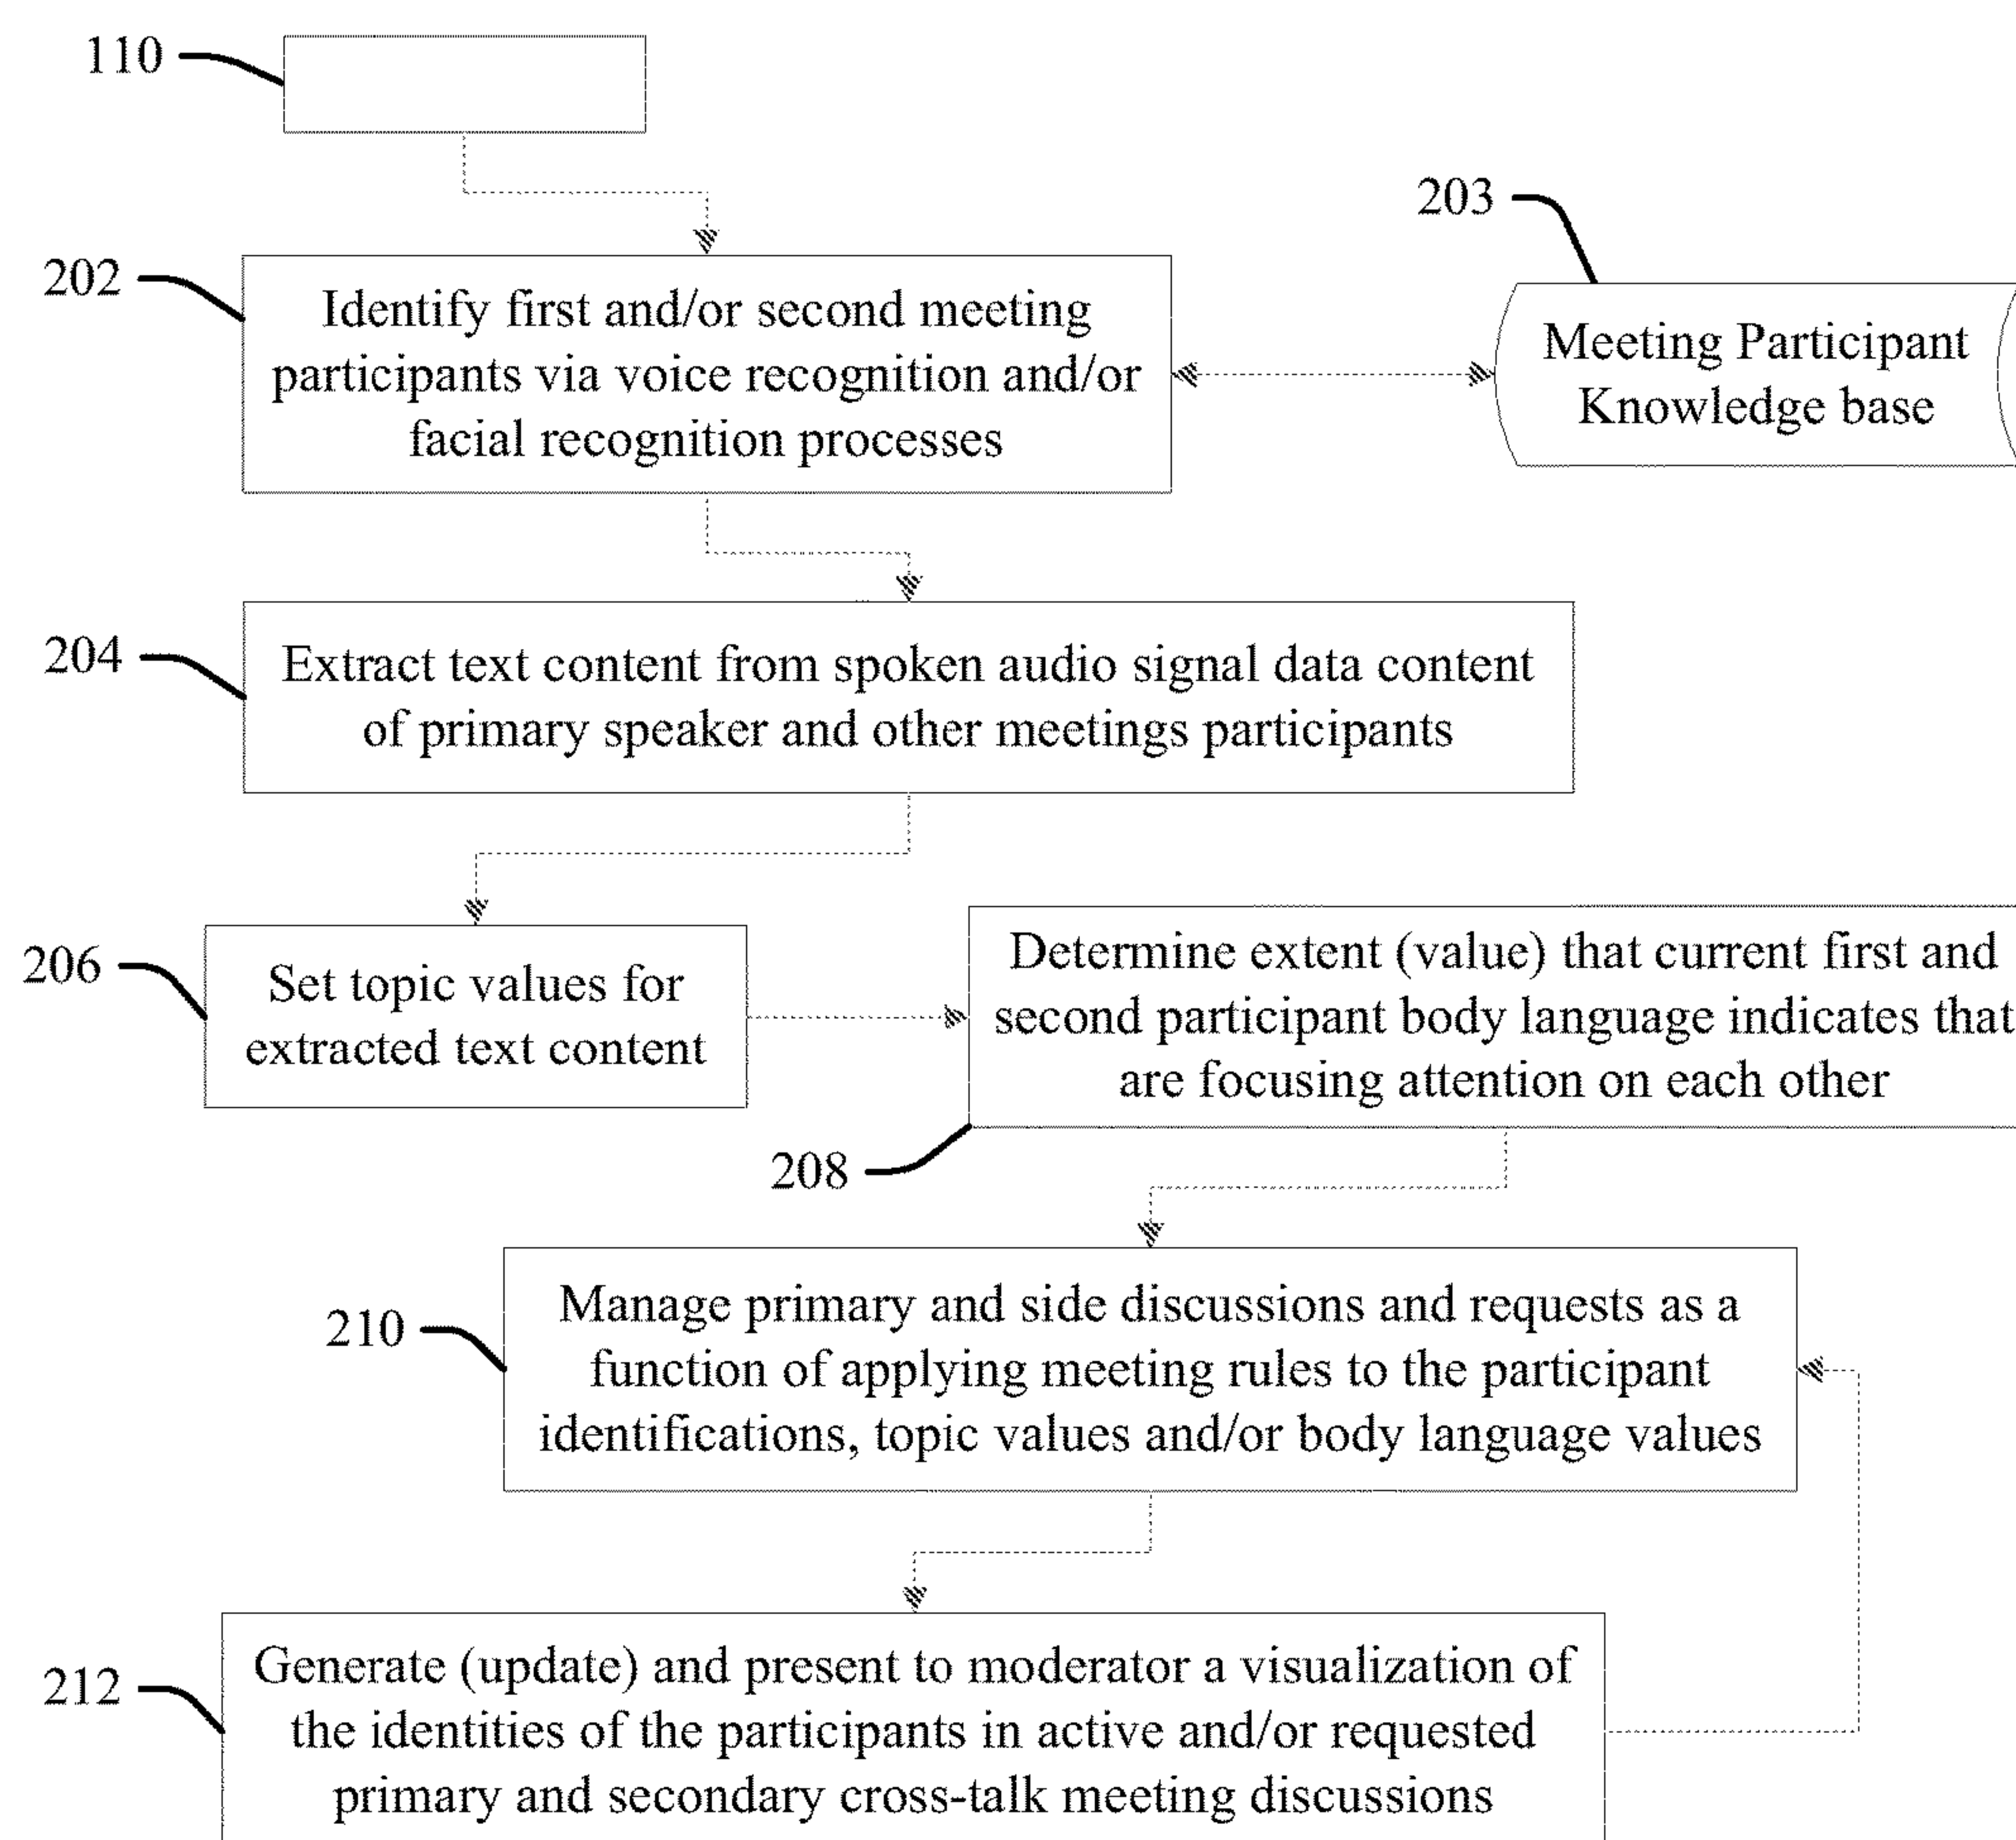 110
203
202
Identify first and/or second meeting
participants via voice recognition and/or
facial recognition processes
Meeting Participant
Knowledge base
204
Extract text content from spoken audio signal data content
of primary speaker and other meetings participants
206
Set topic values for
extracted text content
Determine extent (value) that current first and
second participant body language indicates that
are focusing attention on each other
208
210
Manage primary and side discussions and requests as a
function of applying meeting rules to the participant
identifications, topic values and/or body language values
212
Generate (update) and present to moderator a visualization of
the identities of the participants in active and/or requested
primary and secondary cross-talk meeting discussions